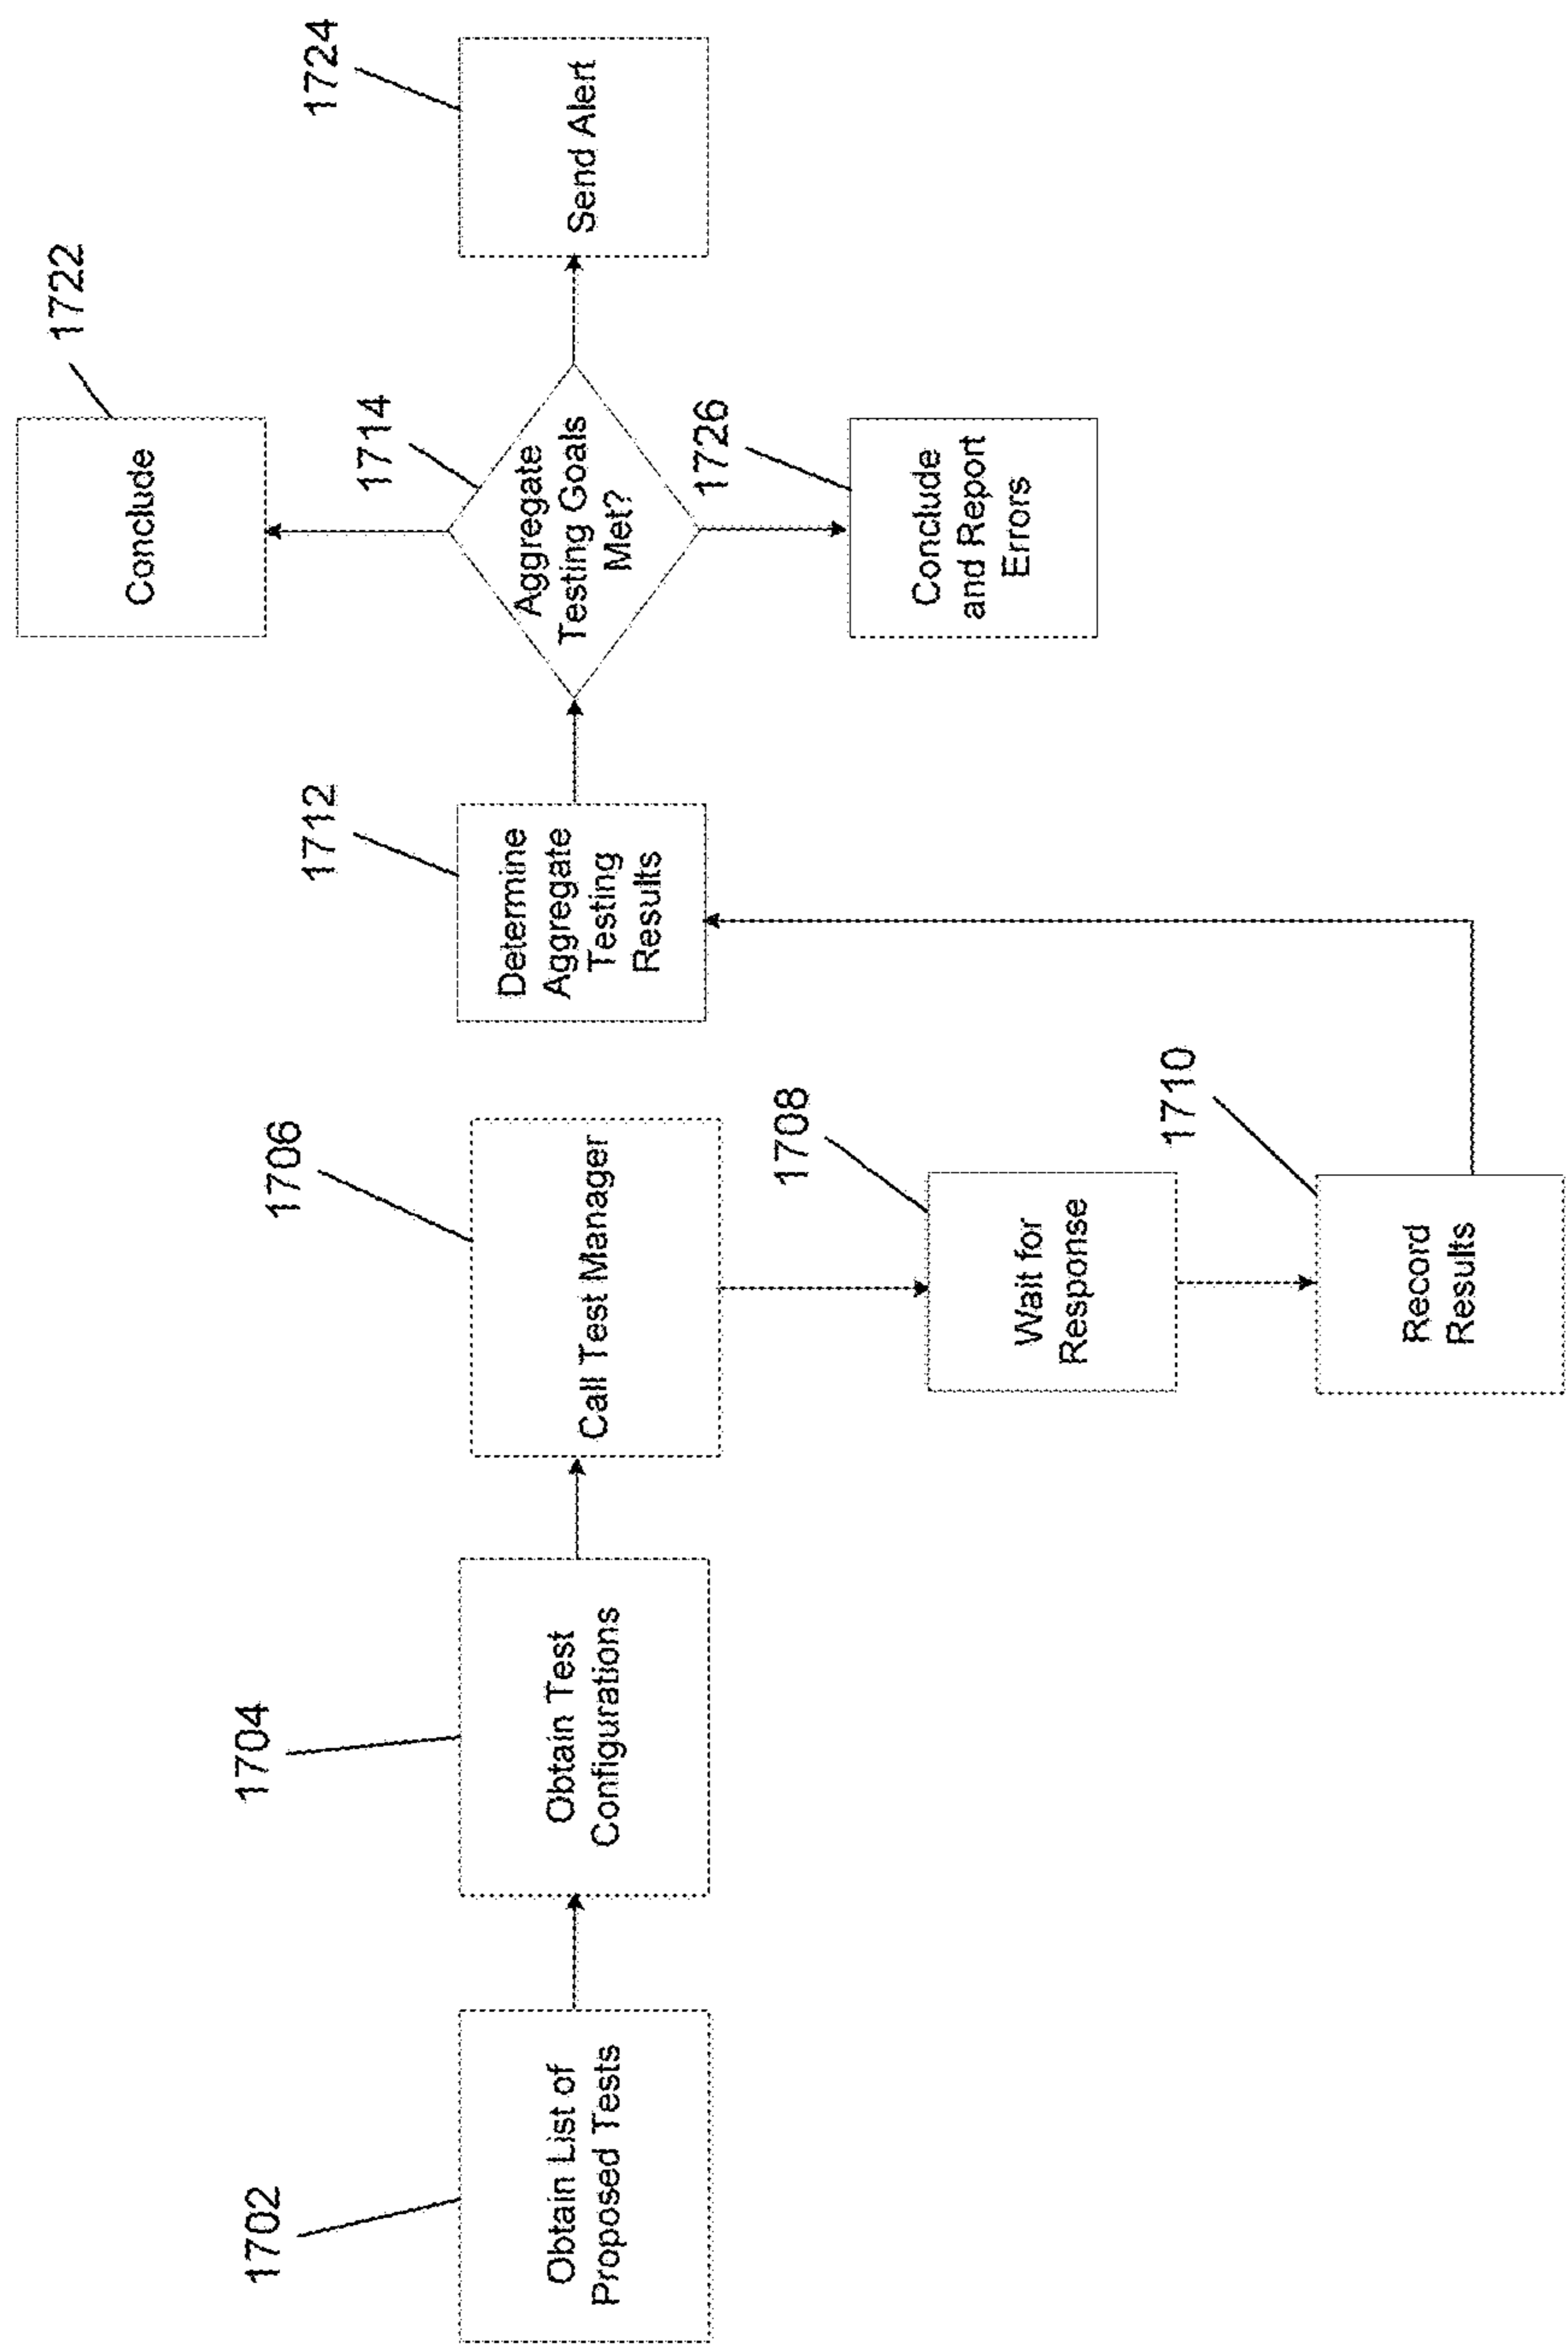 1702
Obtain List of
Proposed Tests
1704
Obtain Test
Configurations
1706
Call Test Manager
1708
Wait for
Response
1710
Record
Results
1712
Determine
Aggregate
Testing
Results
1714
Aggregate
Testing Goals
Met?
1722
Conclude
1724
Send Alert
1726
Conclude
and Report
Errors